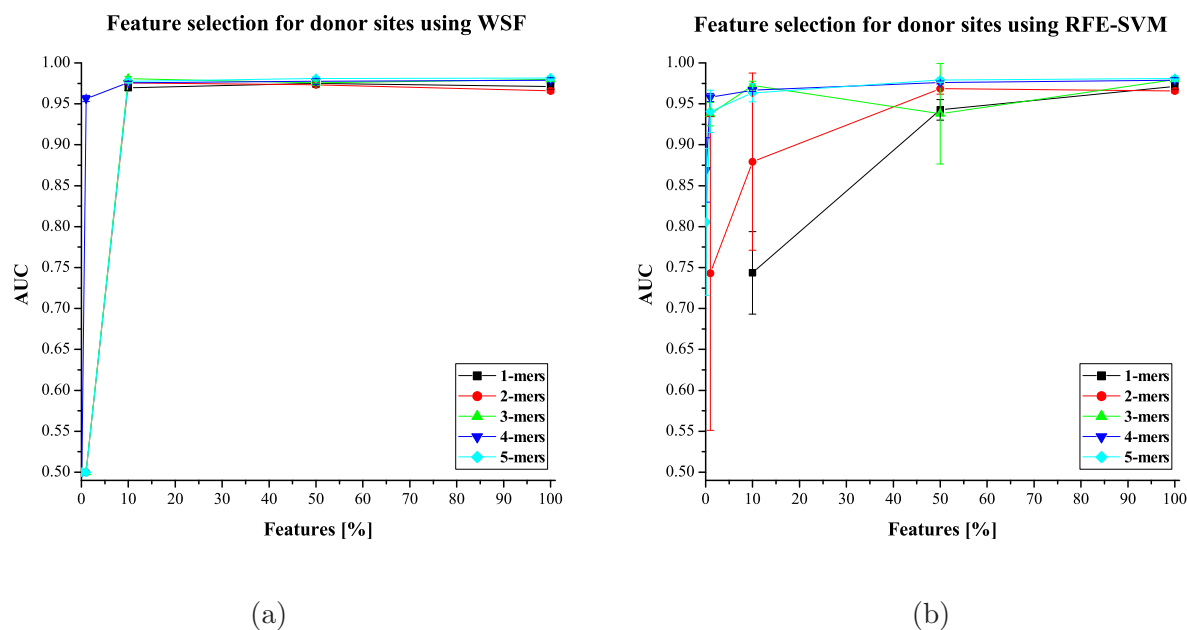 Feature selection for donor sites using WSF
1.00
0.95
0.90
0.85
0.80
0.75
0.70
0.65
0.60
0.55
0.50
AUC
1-mers
2-mers
3-mers
4-mers
5-mers
0 10 20 30 40 50 60 70 80 90 100
Features [%]
(a)
Feature selection for donor sites using RFE-SVM
1.00
0.95
0.90
0.85
0.80
0.75
0.70
0.65
0.60
0.55
0.50
AUC
1-mers
2-mers
3-mers
4-mers
5-mers
0 10 20 30 40 50 60 70 80 90 100
Features [%]
(b)